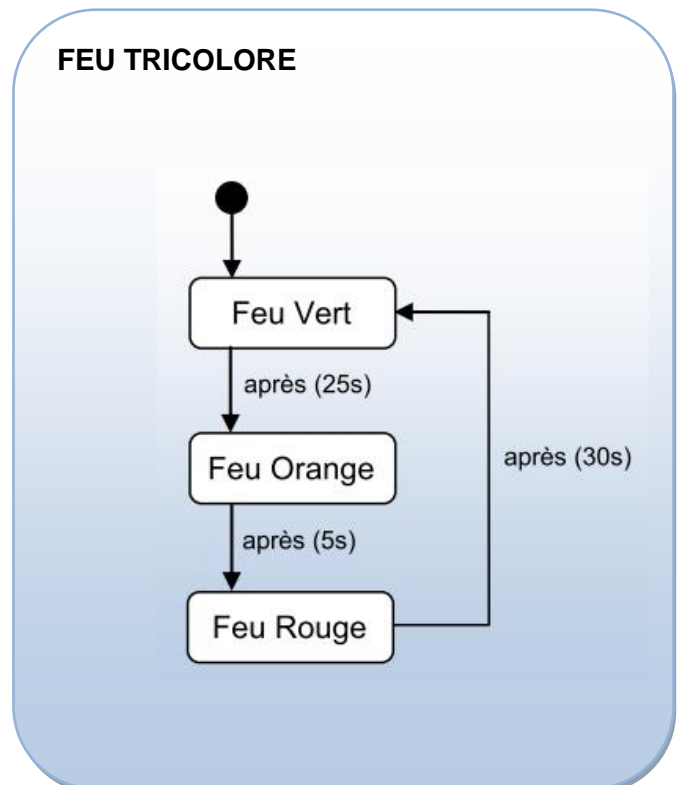 FEU TRICOLORE
Feu Vert
après (25s)
Feu Orange
après (30s)
après (5s)
Feu Rouge